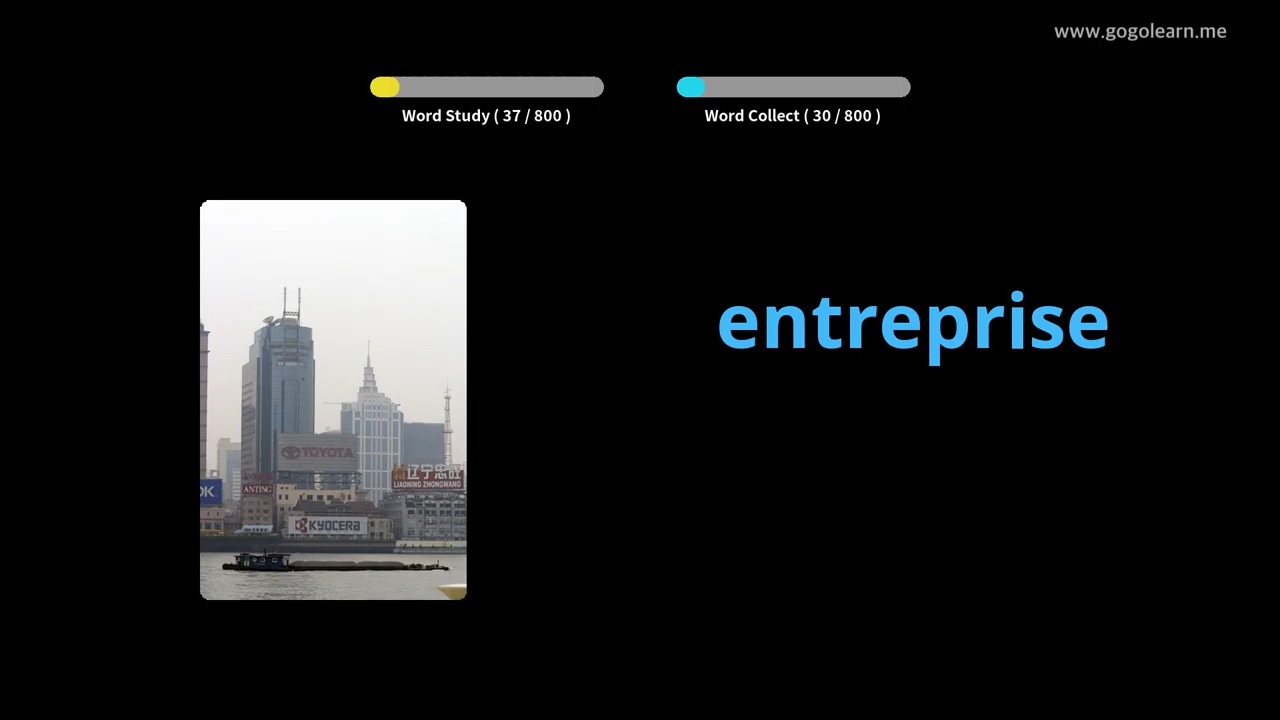 www.gogolearn.me
Word Study ( 37 / 800 )
Word Collect ( 30 / 800 )
entreprise
TOYOTA
辽宁忠旺
LIAONING ZHONGWANG
ANTING
KYOCERA